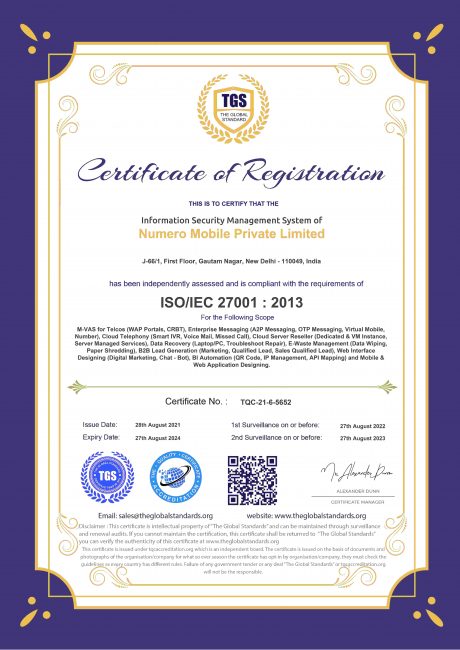 TGS
THE GLOBAL
STANDARD
Certificate of Registration
THIS IS TO CERTIFY THAT THE
Information Security Management System of
Numero Mobile Private Limited
J-66/1, First Floor, Gautam Nagar, New Delhi - 110049, India
has been independently assessed and is compliant with the requirements of
ISO/IEC 27001 : 2013
For the Following Scope
M-VAS for Telcos (WAP Portals, CRBT), Enterprise Messaging (A2P Messaging, OTP Messaging, Virtual Mobile,
Number), Cloud Telephony (Smart IVR, Voice Mail, Missed Call), Cloud Server Reseller (Dedicated & VM Instance,
Server Managed Services), Data Recovery (Laptop/PC, Troubleshoot Repair), E-Waste Management (Data Wiping,
Paper Shredding), B2B Lead Generation (Marketing, Qualified Lead, Sales Qualified Lead), Web Interface
Designing (Digital Marketing, Chat - Bot), BI Automation (QR Code, IP Management, API Mapping) and Mobile &
Web Application Designing.
Certificate No. : TQC-21-6-5652
Issue Date: 28th August 2021 1st Surveillance on or before: 27th August 2022
Expiry Date: 27th August 2024 2nd Surveillance on or before: 27th August 2023
TGS
ACCREDITATION
Mr. Alexander Dunn
ALEXANDER DUNN
CERTIFICATE MANAGER
Email: sales@theglobalstandards.org website: www.theglobalstandards.org
Disclaimer : This certificate is intellectual property of "The Global Standards" and can be maintained through surveillance
and renewal audits. If you cannot maintain the certification, this certificate shall be returned to "The Global Standards"
you can verify the authenticity of this certificate at www.theglobalstandards.org
This certificate is issued under tqcaccreditation.org which is an independent board. The certificate is issued on the basis of documents and
photographs of the organisation/company for what so ever season the certificate has opt in by organisation/company, they must check the
guidelines as every country has different rules. Failure of any government tender or any deal "The Global Standards" or tqcaccreditation.org
will not be responsible.